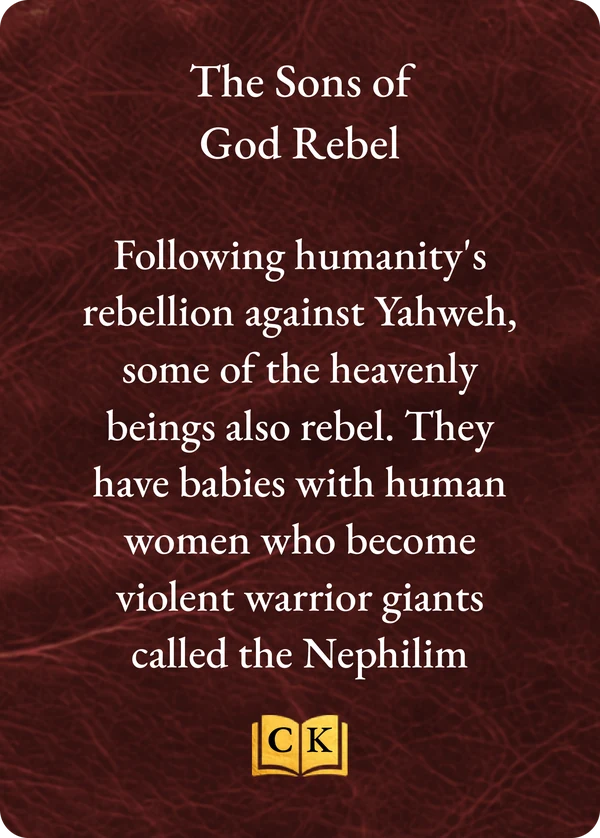 The Sons of
God Rebel
Following humanity's
rebellion against Yahweh,
some of the heavenly
beings also rebel. They
have babies with human
women who become
violent warrior giants
called the Nephilim
C K